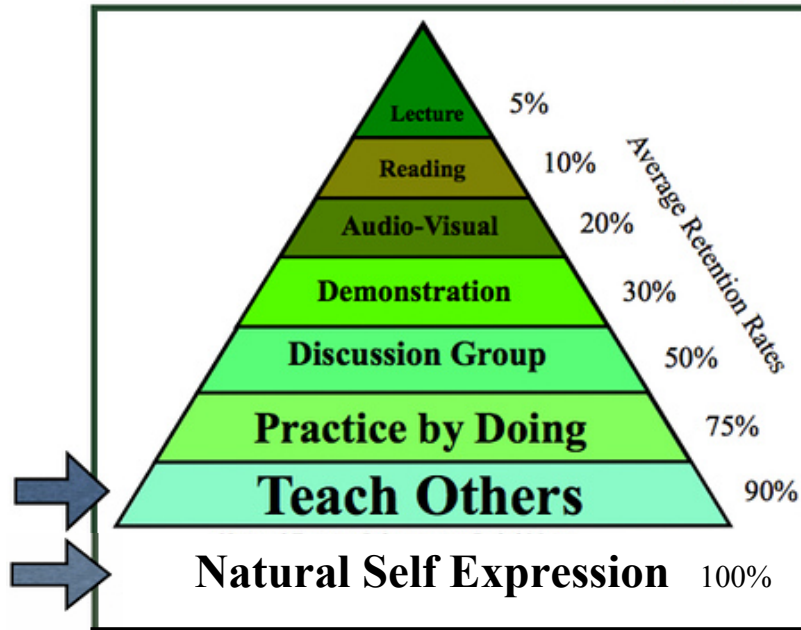 Lecture 5%
Reading 10%
Audio-Visual 20%
Demonstration 30%
Discussion Group 50%
Practice by Doing 75%
Teach Others 90%
Natural Self Expression 100%
Average Retention Rates